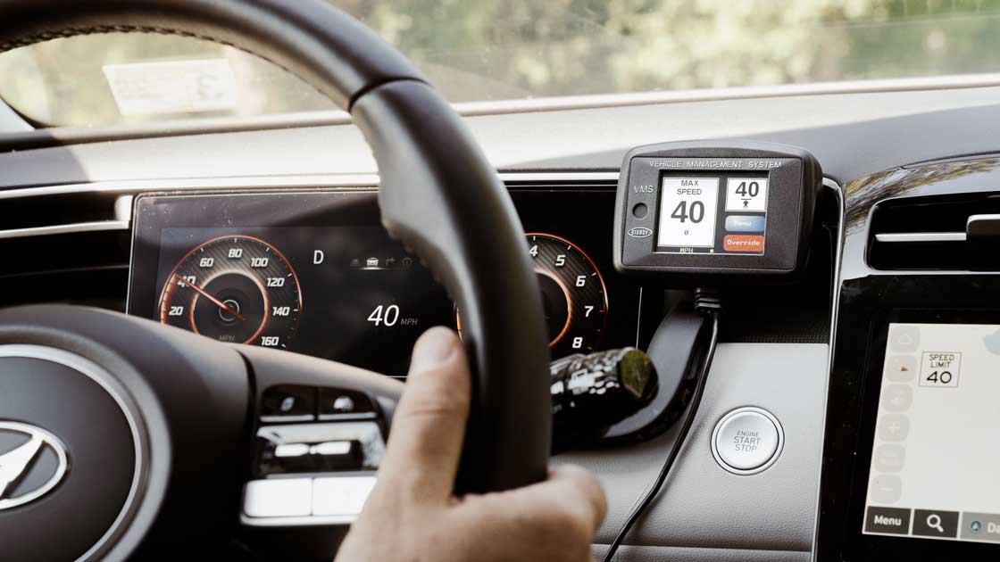 VEHICLE MANAGEMENT SYSTEM
VMS
STURDY
MAX
SPEED
40
0
MPH
40
Menu
Override
20
40
60
80
100
120
140
160
MPH
D
40 MPH
4
5
6
7
8
ENGINE
START
STOP
SPEED
LIMIT
40
Menu